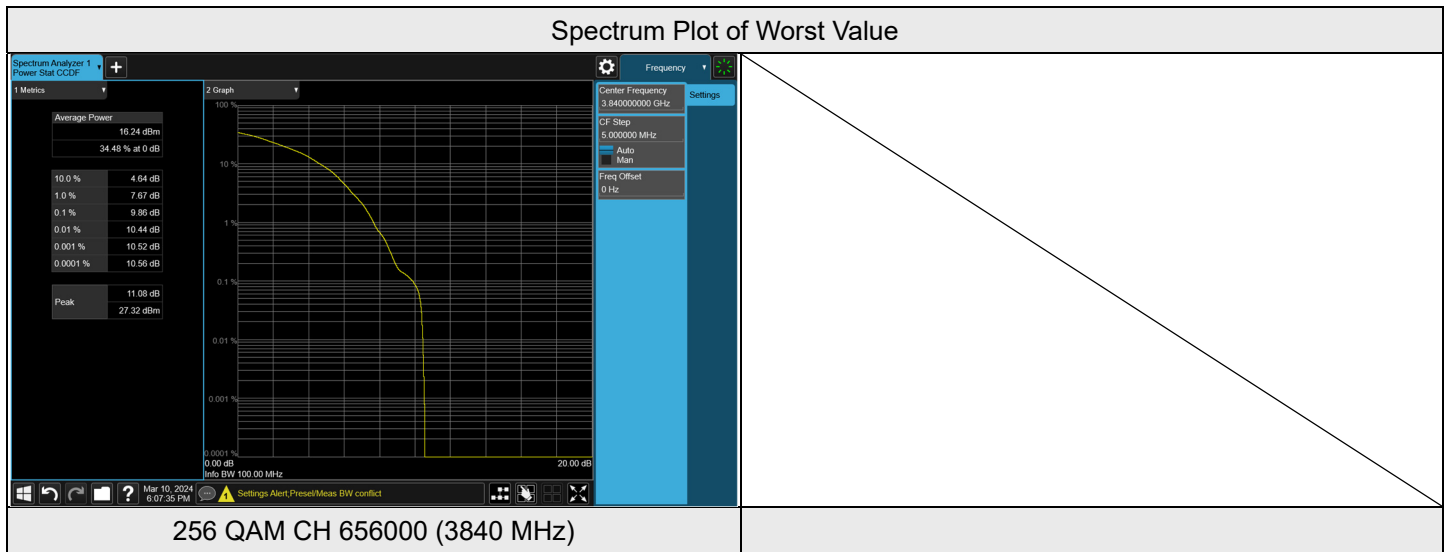 Spectrum Plot of Worst Value
Spectrum Analyzer 1
Power Stat CCDF
+
Frequency
1 Metrics
2 Graph
Center Frequency
3.840000000 GHz
Settings
CF Step
5.000000 MHz
Auto
Man
Freq Offset
0 Hz
Average Power
16.24 dBm
34.48 % at 0 dB
10.0 % 4.64 dB
1.0 % 7.67 dB
0.1 % 9.86 dB
0.01 % 10.44 dB
0.001 % 10.52 dB
0.0001 % 10.56 dB
Peak 11.08 dB
27.32 dBm
100 %
10 %
1 %
0.1 %
0.01 %
0.001 %
0.0001 %
0.00 dB 20.00 dB
Info BW 100.00 MHz
? Mar 10, 2024
6:07:35 PM
1 Settings Alert;Presel/Meas BW conflict
256 QAM CH 656000 (3840 MHz)